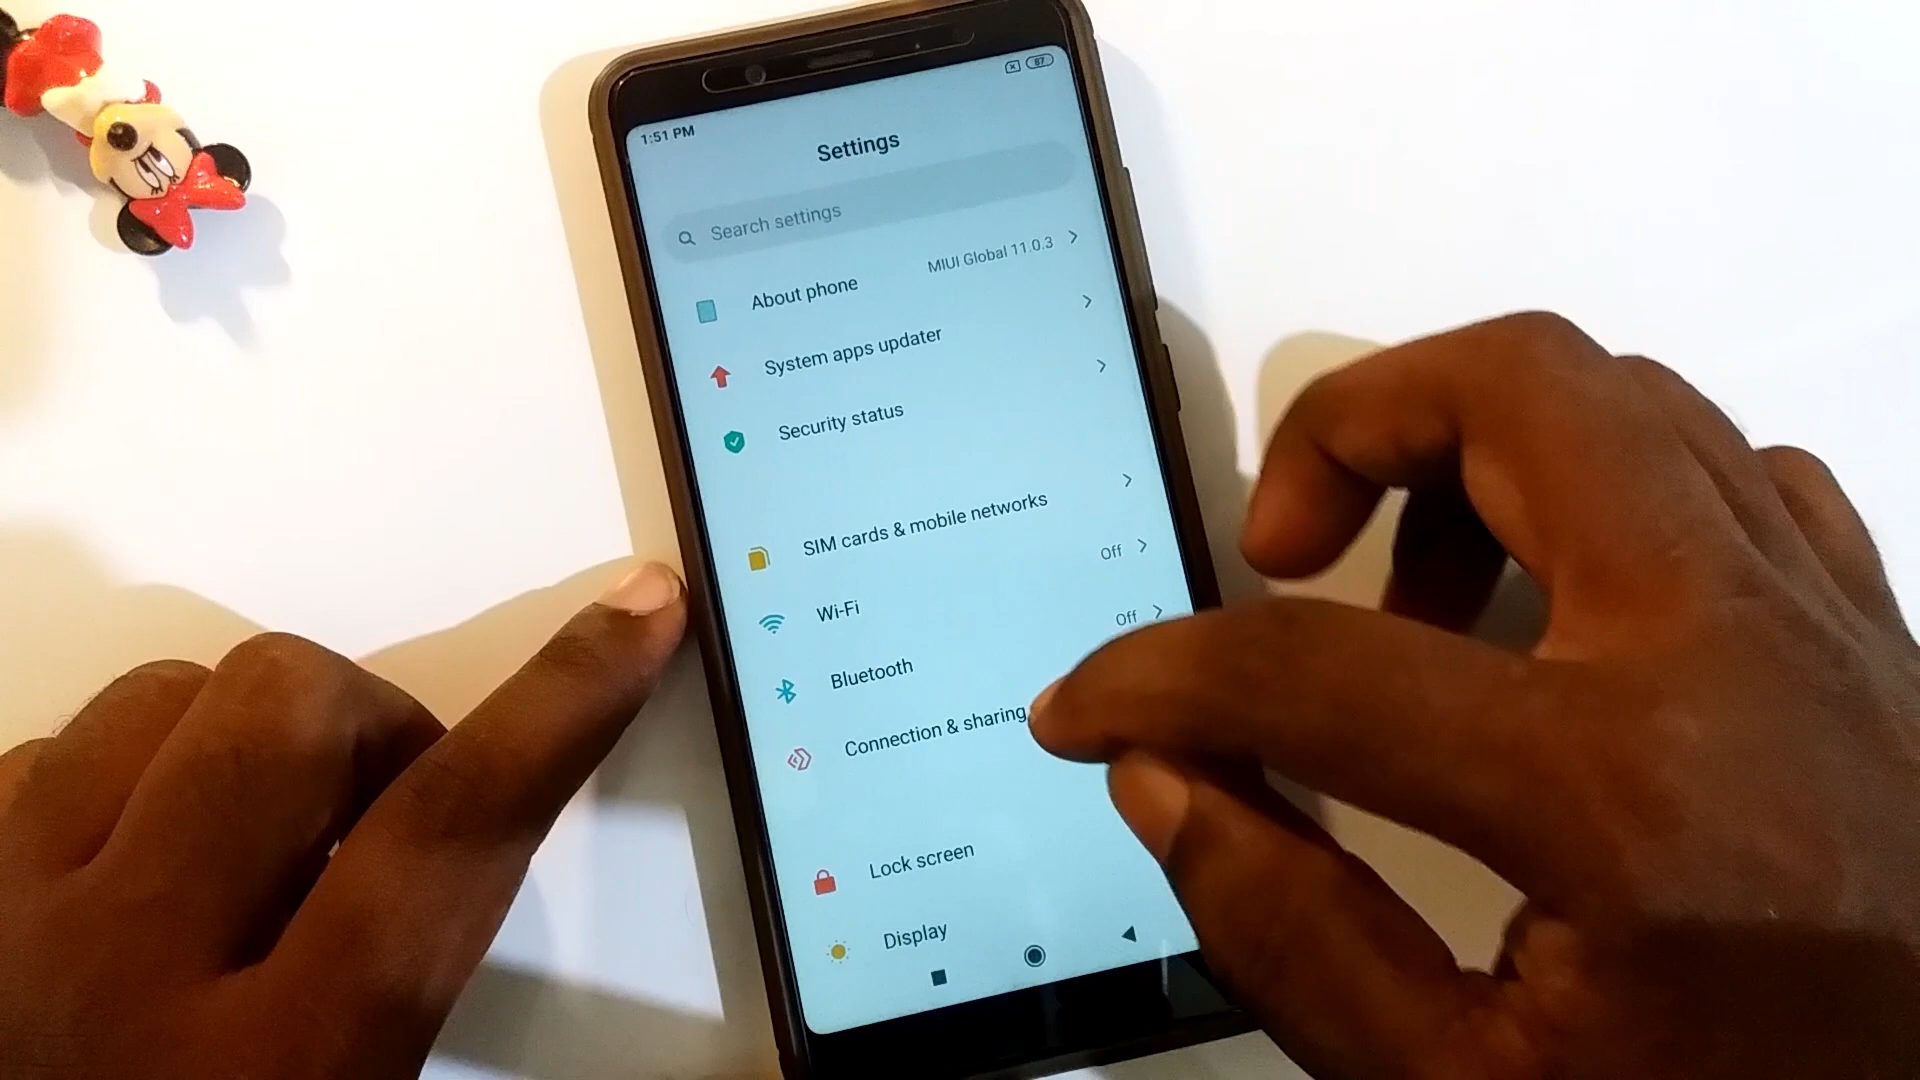 1:51 PM
87
Settings
Search settings
About phone
MIUI Global 11.0.3
System apps updater
Security status
SIM cards & mobile networks
Wi-Fi
Off
Bluetooth
Off
Connection & sharing
Lock screen
Display